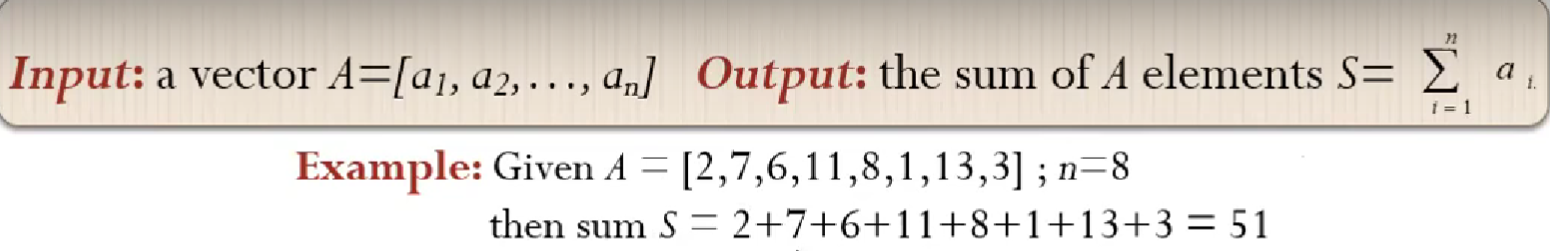 Input: a vector A=[a1, a2,..., an] Output: the sum of A elements S= n ∑ i = 1 a i.
Example: Given A = [2,7,6,11,8,1,13,3] ; n=8
then sum S = 2+7+6+11+8+1+13+3 = 51